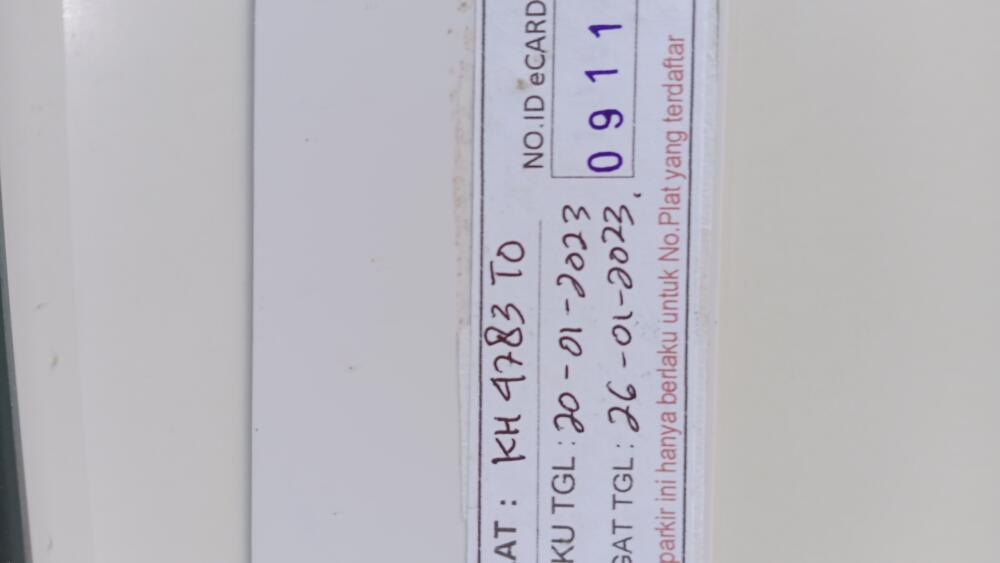 AT : KH 4783 TO
NO.ID eCARD
KU TGL : 20-01-2023
GAT TGL : 26-01-2023.
0911
parkir ini hanya berlaku untuk No.Plat yang terdaftar